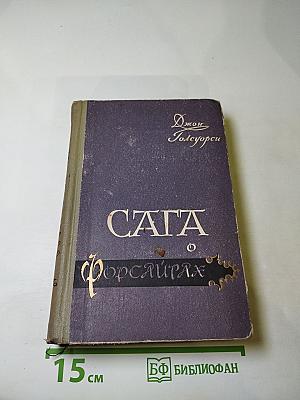 Джон
Голсуорси
САГА
о
Форсайтах
15 см
БФ БИБЛИОФАН